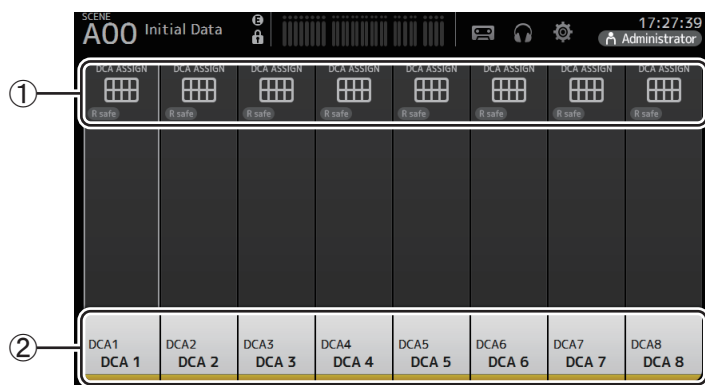 SCENE
A00 Initial Data
E
17:27:39
Administrator
① DCA ASSIGN DCA ASSIGN DCA ASSIGN DCA ASSIGN DCA ASSIGN DCA ASSIGN DCA ASSIGN DCA ASSIGN
R safe R safe R safe R safe R safe R safe R safe R safe
② DCA1 DCA2 DCA3 DCA4 DCA5 DCA6 DCA7 DCA8
DCA 1 DCA 2 DCA 3 DCA 4 DCA 5 DCA 6 DCA 7 DCA 8